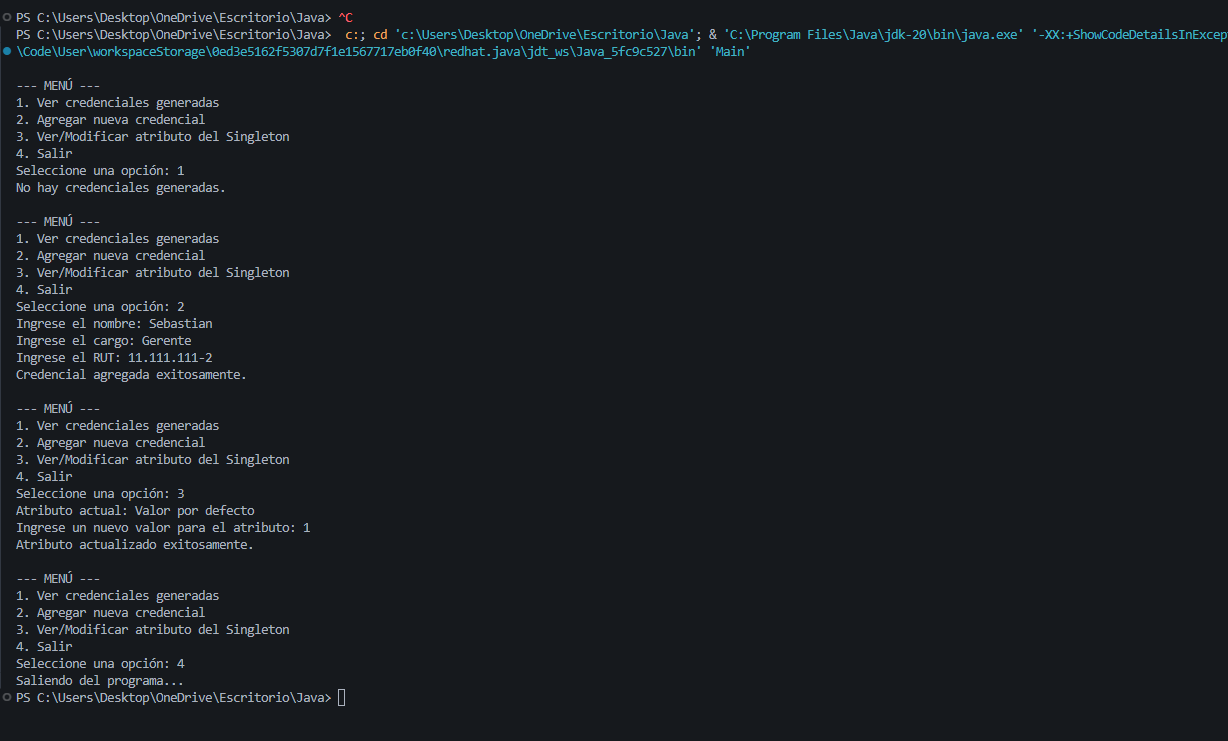 PS C:\Users\Desktop\OneDrive\Escritorio\Java> ^C
PS C:\Users\Desktop\OneDrive\Escritorio\Java>  c:; cd 'c:\Users\Desktop\OneDrive\Escritorio\Java'; & 'C:\Program Files\Java\jdk-20\bin\java.exe' '-XX:+ShowCodeDetailsInExcep
\Code\User\workspaceStorage\0ed3e5162f5307d7f1e1567717eb0f40\redhat.java\jdt_ws\Java_5fc9c527\bin' 'Main'
--- MENÚ ---
1. Ver credenciales generadas
2. Agregar nueva credencial
3. Ver/Modificar atributo del Singleton
4. Salir
Seleccione una opción: 1
No hay credenciales generadas.
--- MENÚ ---
1. Ver credenciales generadas
2. Agregar nueva credencial
3. Ver/Modificar atributo del Singleton
4. Salir
Seleccione una opción: 2
Ingrese el nombre: Sebastian
Ingrese el cargo: Gerente
Ingrese el RUT: 11.111.111-2
Credencial agregada exitosamente.
--- MENÚ ---
1. Ver credenciales generadas
2. Agregar nueva credencial
3. Ver/Modificar atributo del Singleton
4. Salir
Seleccione una opción: 3
Atributo actual: Valor por defecto
Ingrese un nuevo valor para el atributo: 1
Atributo actualizado exitosamente.
--- MENÚ ---
1. Ver credenciales generadas
2. Agregar nueva credencial
3. Ver/Modificar atributo del Singleton
4. Salir
Seleccione una opción: 4
Saliendo del programa...
PS C:\Users\Desktop\OneDrive\Escritorio\Java>